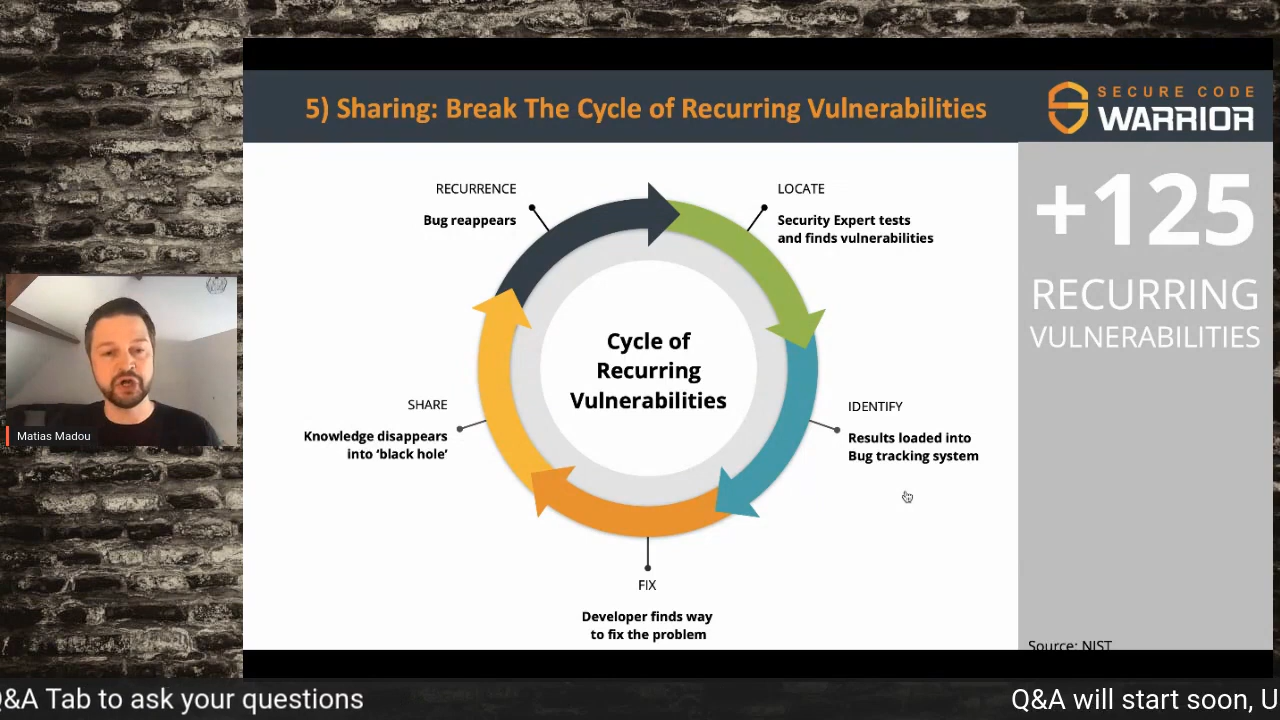 5) Sharing: Break The Cycle of Recurring Vulnerabilities
SECURE CODE
WARRIOR
+125
RECURRING
VULNERABILITIES
RECURRENCE
Bug reappears
LOCATE
Security Expert tests
and finds vulnerabilities
Cycle of
Recurring
Vulnerabilities
SHARE
Knowledge disappears
into ‘black hole’
IDENTIFY
Results loaded into
Bug tracking system
FIX
Developer finds way
to fix the problem
Source: NIST
Matias Madou
Q&A Tab to ask your questions
Q&A will start soon, U